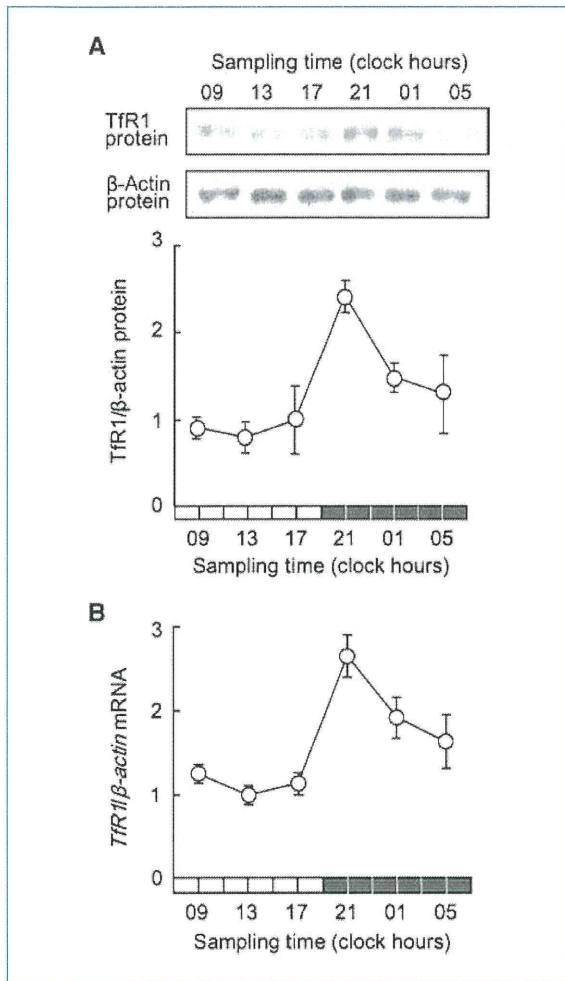 A
Sampling time (clock hours)
09 13 17 21 01 05
TfR1
protein
β-Actin
protein
3
2
1
0
TfR1/β-actin protein
09 13 17 21 01 05
Sampling time (clock hours)
B
3
2
1
0
TfR1/β-actin mRNA
09 13 17 21 01 05
Sampling time (clock hours)